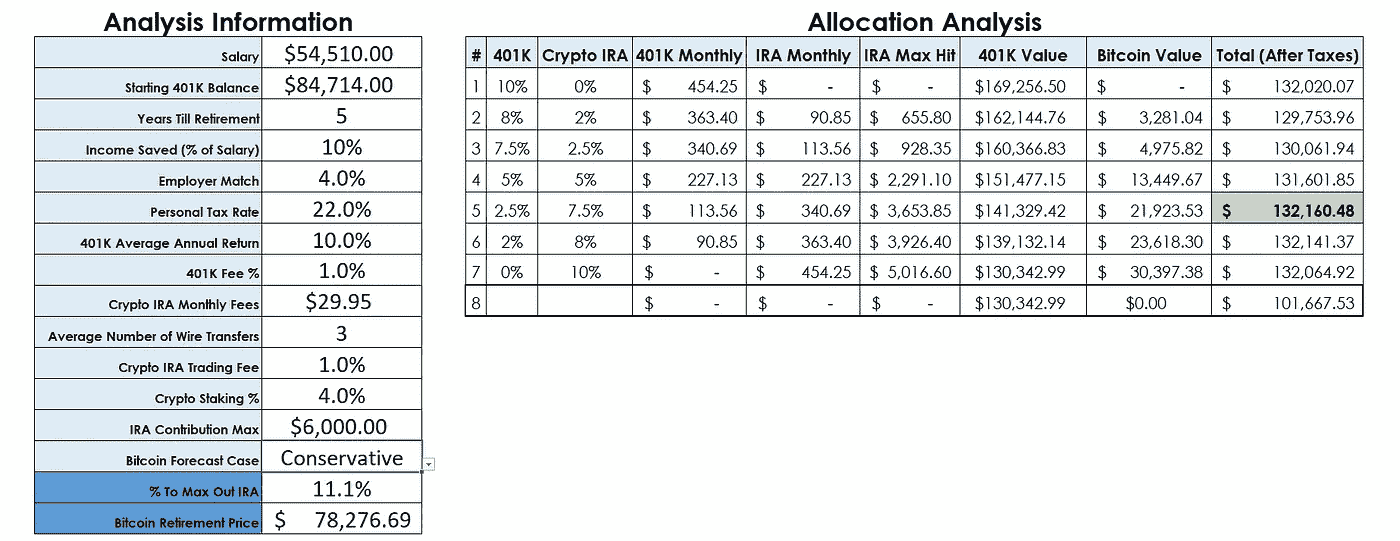 Analysis Information
Salary $54,510.00
Starting 401K Balance $84,714.00
Years Till Retirement 5
Income Saved (% of Salary) 10%
Employer Match 4.0%
Personal Tax Rate 22.0%
401K Average Annual Return 10.0%
401K Fee % 1.0%
Crypto IRA Monthly Fees $29.95
Average Number of Wire Transfers 3
Crypto IRA Trading Fee 1.0%
Crypto Staking % 4.0%
IRA Contribution Max $6,000.00
Bitcoin Forecast Case Conservative
% To Max Out IRA 11.1%
Bitcoin Retirement Price $ 78,276.69
Allocation Analysis
# 401K Crypto IRA 401K Monthly IRA Monthly IRA Max Hit 401K Value Bitcoin Value Total (After Taxes)
1 10% 0% $ 454.25 $ - $ - $169,256.50 $ - $ 132,020.07
2 8% 2% $ 363.40 $ 90.85 $ 655.80 $162,144.76 $ 3,281.04 $ 129,753.96
3 7.5% 2.5% $ 340.69 $ 113.56 $ 928.35 $160,366.83 $ 4,975.82 $ 130,061.94
4 5% 5% $ 227.13 $ 227.13 $ 2,291.10 $151,477.15 $ 13,449.67 $ 131,601.85
5 2.5% 7.5% $ 113.56 $ 340.69 $ 3,653.85 $141,329.42 $ 21,923.53 $ 132,160.48
6 2% 8% $ 90.85 $ 363.40 $ 3,926.40 $139,132.14 $ 23,618.30 $ 132,141.37
7 0% 10% $ - $ 454.25 $ 5,016.60 $130,342.99 $ 30,397.38 $ 132,064.92
8 $ - $ - $ - $130,342.99 $0.00 $ 101,667.53